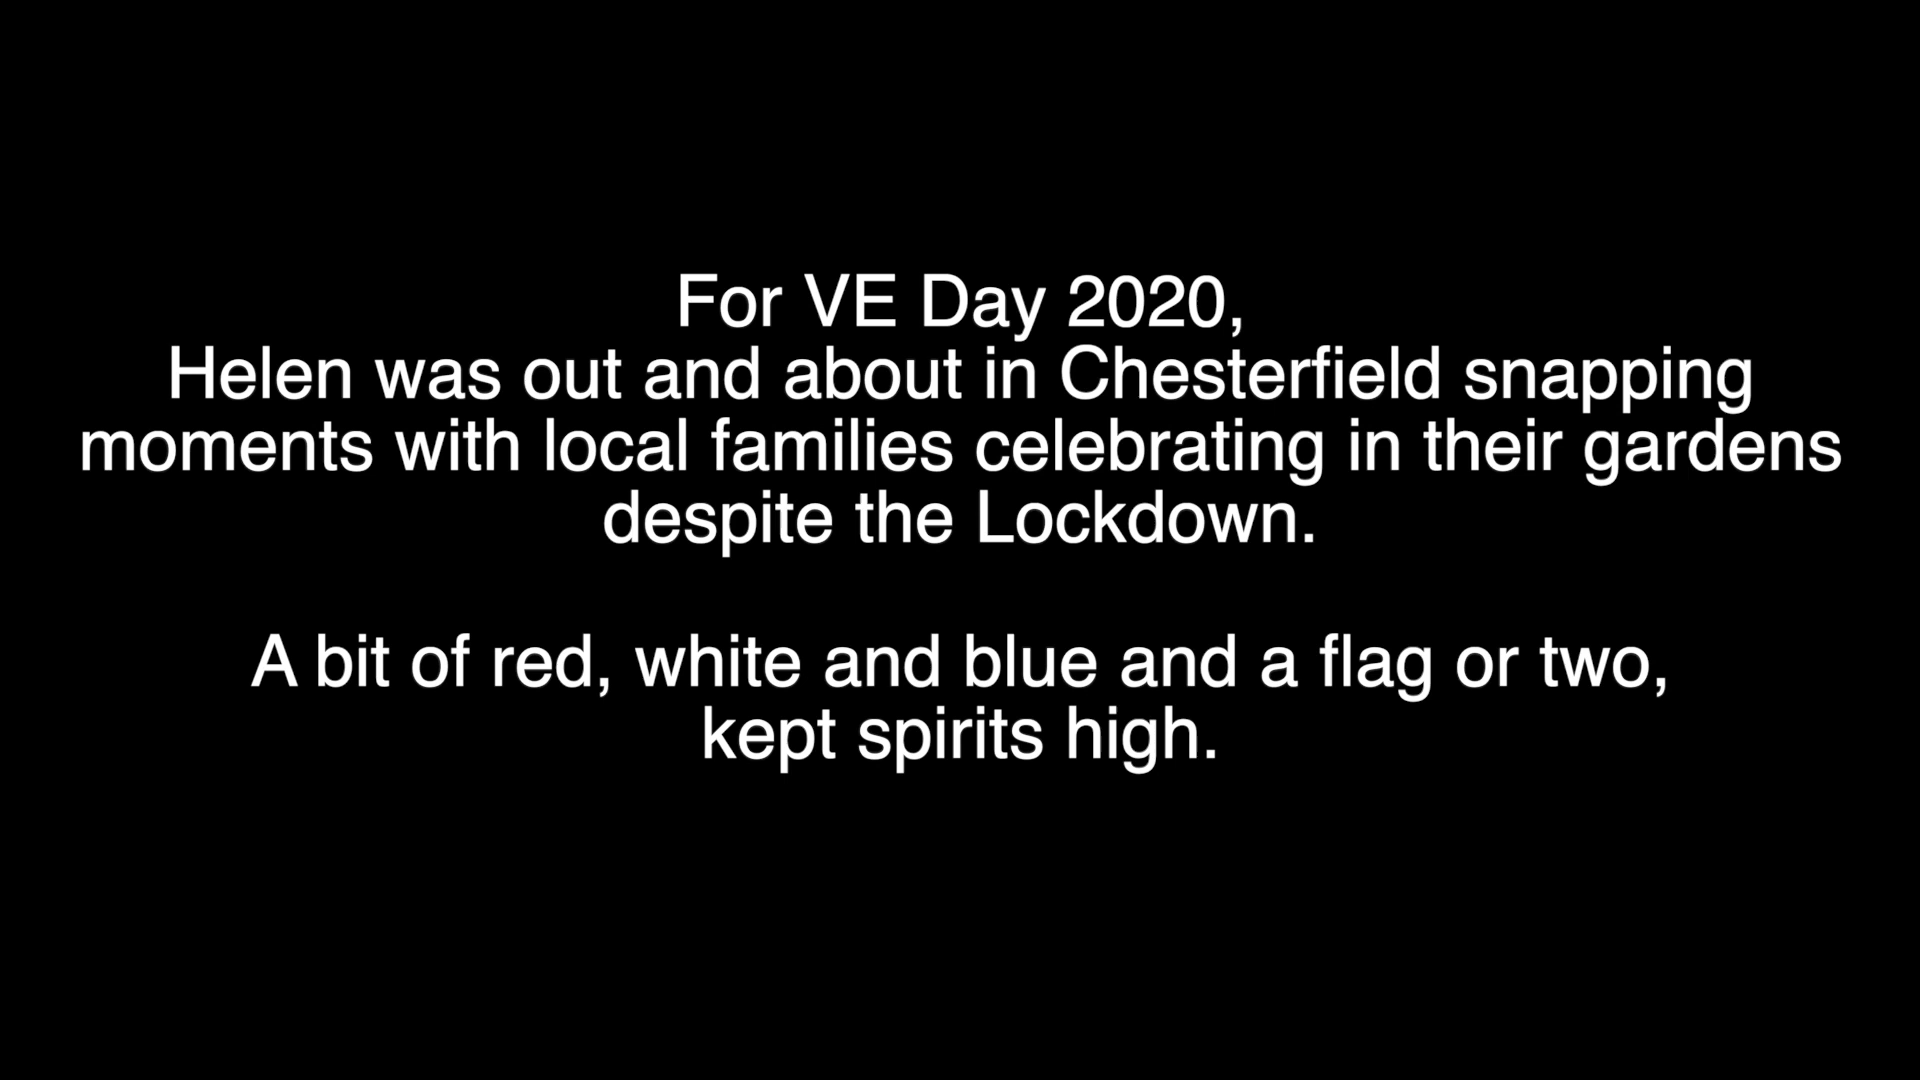 For VE Day 2020,
Helen was out and about in Chesterfield snapping
moments with local families celebrating in their gardens
despite the Lockdown.
A bit of red, white and blue and a flag or two,
kept spirits high.